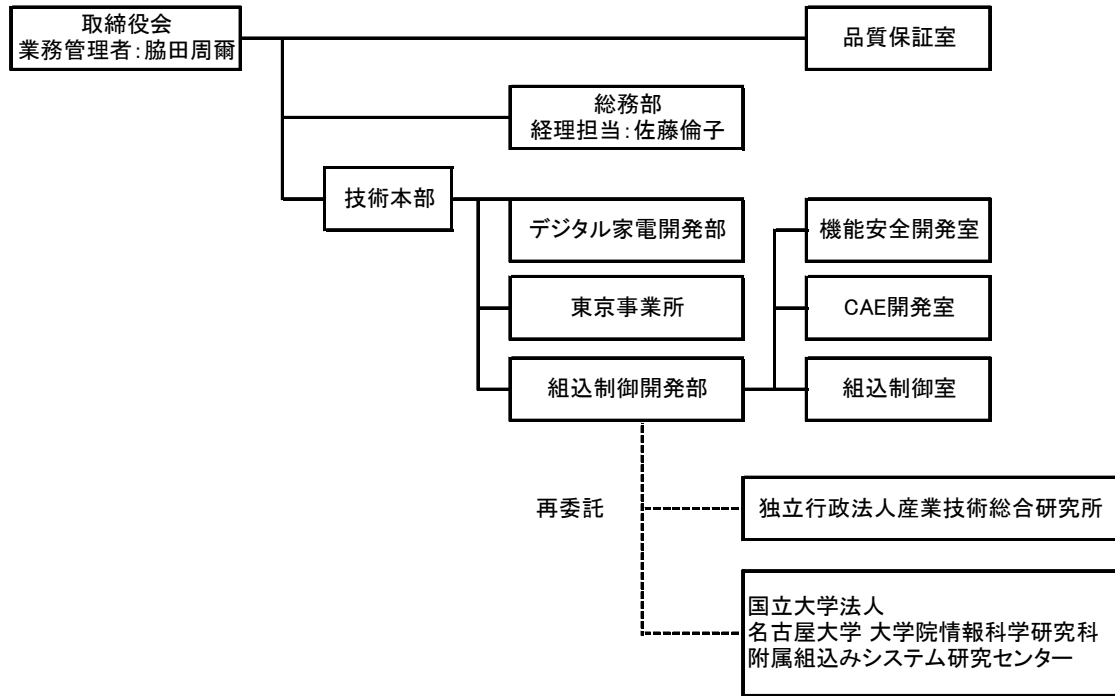 取締役会
業務管理者:脇田周爾
品質保証室
総務部
経理担当:佐藤倫子
技術本部
デジタル家電開発部
機能安全開発室
東京事業所
CAE開発室
組込制御開発部
組込制御室
再委託
独立行政法人産業技術総合研究所
国立大学法人
名古屋大学 大学院情報科学研究科
附属組込みシステム研究センター